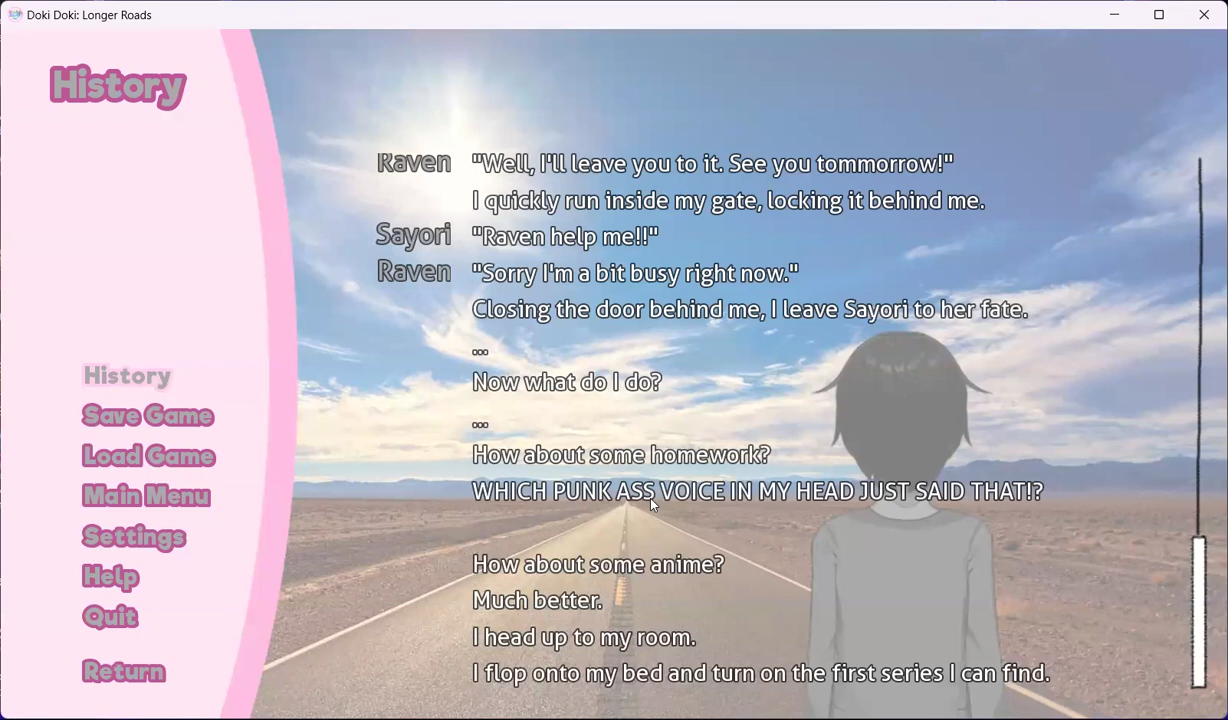 Doki Doki: Longer Roads
History
Raven "Well, I'll leave you to it. See you tommorrow!"
I quickly run inside my gate, locking it behind me.
Sayori "Raven help me!!"
Raven "Sorry I'm a bit busy right now."
Closing the door behind me, I leave Sayori to her fate.
...
Now what do I do?
...
How about some homework?
WHICH PUNK ASS VOICE IN MY HEAD JUST SAID THAT!?
How about some anime?
Much better.
I head up to my room.
I flop onto my bed and turn on the first series I can find.
History
Save Game
Load Game
Main Menu
Settings
Help
Quit
Return